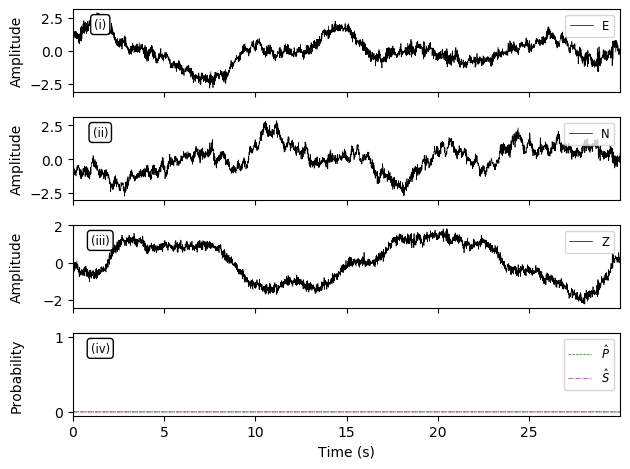 2.5
0.0
−2.5
Amplitude
(i)
E
2.5
0.0
−2.5
Amplitude
(ii)
N
2
0
−2
Amplitude
(iii)
Z
1
0
Probability
(iv)
P̂
Ŝ
0 5 10 15 20 25
Time (s)